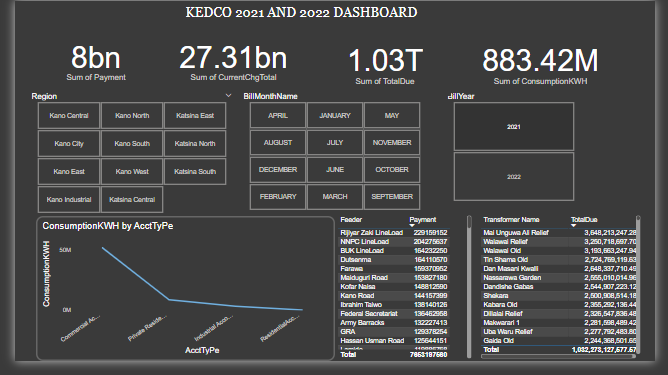 KEDCO 2021 AND 2022 DASHBOARD
8bn 27.31bn 1.03T 883.42M
Sum of Payment Sum of CurrentChgTotal Sum of TotalDue Sum of ConsumptionKWH
Region
Kano Central Kano North Katsina East
Kano City Kano South Katsina North
Kano East Kano West Katsina South
Kano Industrial Katsina Central
BillMonthName
APRIL JANUARY MAY
AUGUST JULY NOVEMBER
DECEMBER JUNE OCTOBER
FEBRUARY MARCH SEPTEMBER
BillYear
2021
2022
ConsumptionKWH by AcctTyPe
ConsumptionKWH
50M
0M
Commercial Ac...
Private Reside...
Industrial Acco...
ResidentialAcc...
AcctTyPe
Feeder Payment
Rijiyar Zaki LineLoad 229159152
NNPC LineLoad 204275637
BUK LineLoad 164232250
Dutsenma 164110570
Farawa 159370952
Maiduguri Road 153827180
Kofar Naisa 148812590
Kano Road 144157399
Ibrahim Taiwo 138140126
Federal Secretariat 136462958
Army Barracks 132227413
GRA 129378254
Hassan Usman Road 125644151
Total 7653197580
Transformer Name TotalDue
Mai Unguwa Ali Relief 3,648,213,247.28
Walawai Relief 3,250,718,697.70
Walawai Old 3,193,663,247.94
Tin Shama Old 2,724,769,119.63
Dan Masani Kwalli 2,648,337,710.49
Nassarawa Garden 2,555,010,014.96
Dandishe Gabas 2,544,907,223.12
Shekara 2,500,908,514.18
Kabara Old 2,355,292,136.44
Dillalai Relief 2,326,547,836.48
Makwarari 1 2,281,598,489.42
Uba Waru Relief 2,277,792,483.80
Gaida Old 2,244,368,501.65
Total 1,032,273,127,577.57